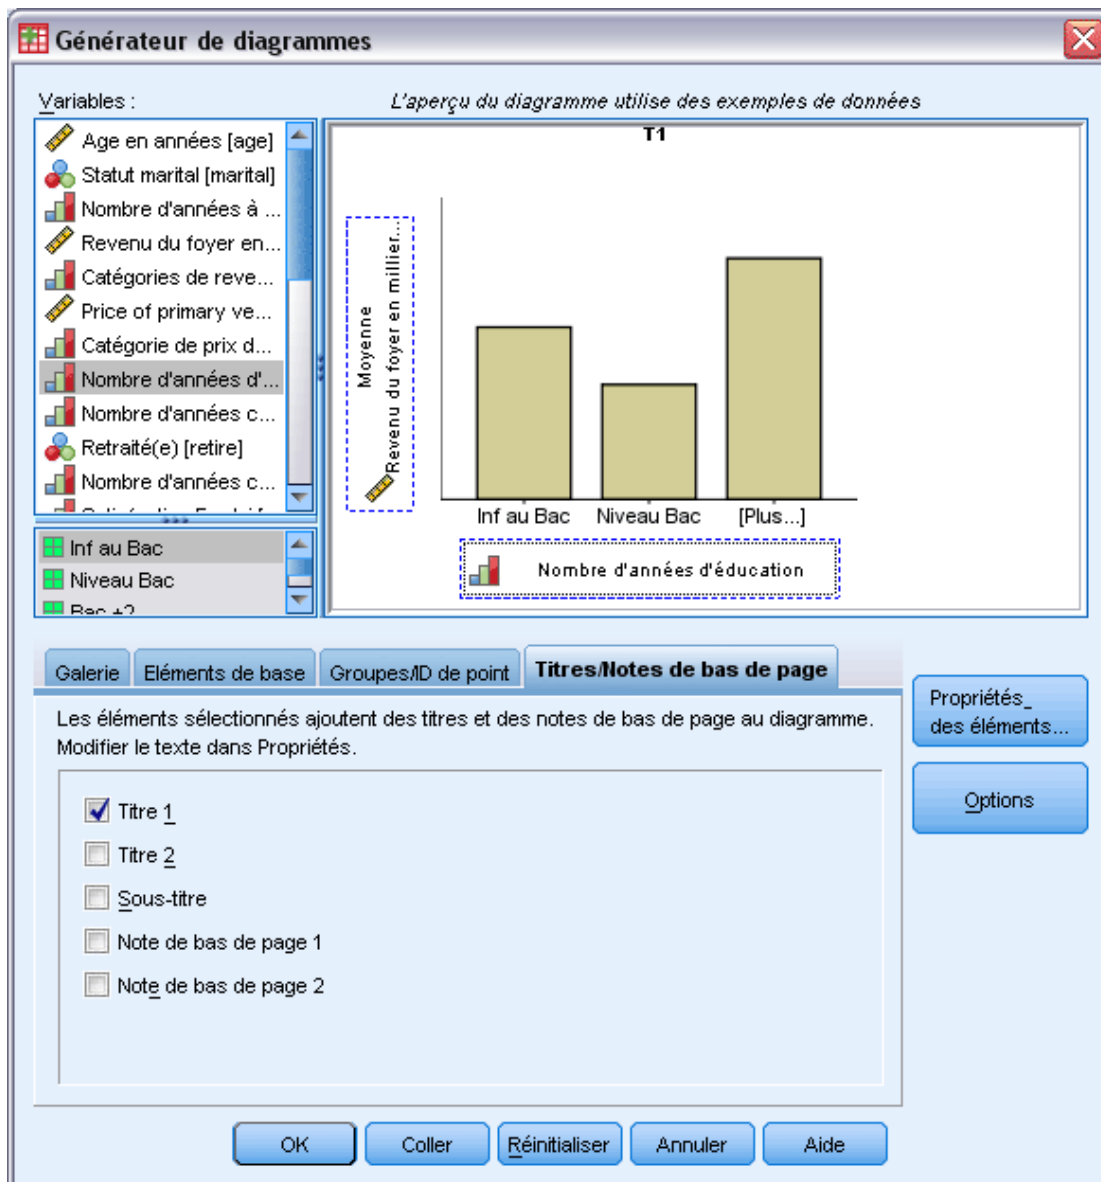 Générateur de diagrammes
Variables :
L'aperçu du diagramme utilise des exemples de données
Age en années [age]
Statut marital [marital]
Nombre d'années à ...
Revenu du foyer en...
Catégories de reve...
Price of primary ve...
Catégorie de prix d...
Nombre d'années d'...
Nombre d'années c...
Retraité(e) [retire]
Nombre d'années c...
Inf au Bac
Niveau Bac
Bac +2
T1
Moyenne
Revenu du foyer en millier...
Inf au Bac Niveau Bac [Plus...]
Nombre d'années d'éducation
Galerie Eléments de base Groupes/ID de point Titres/Notes de bas de page
Les éléments sélectionnés ajoutent des titres et des notes de bas de page au diagramme.
Modifier le texte dans Propriétés.
Titre 1
Titre 2
Sous-titre
Note de bas de page 1
Note de bas de page 2
Propriétés_
des éléments...
Options
OK Coller Réinitialiser Annuler Aide